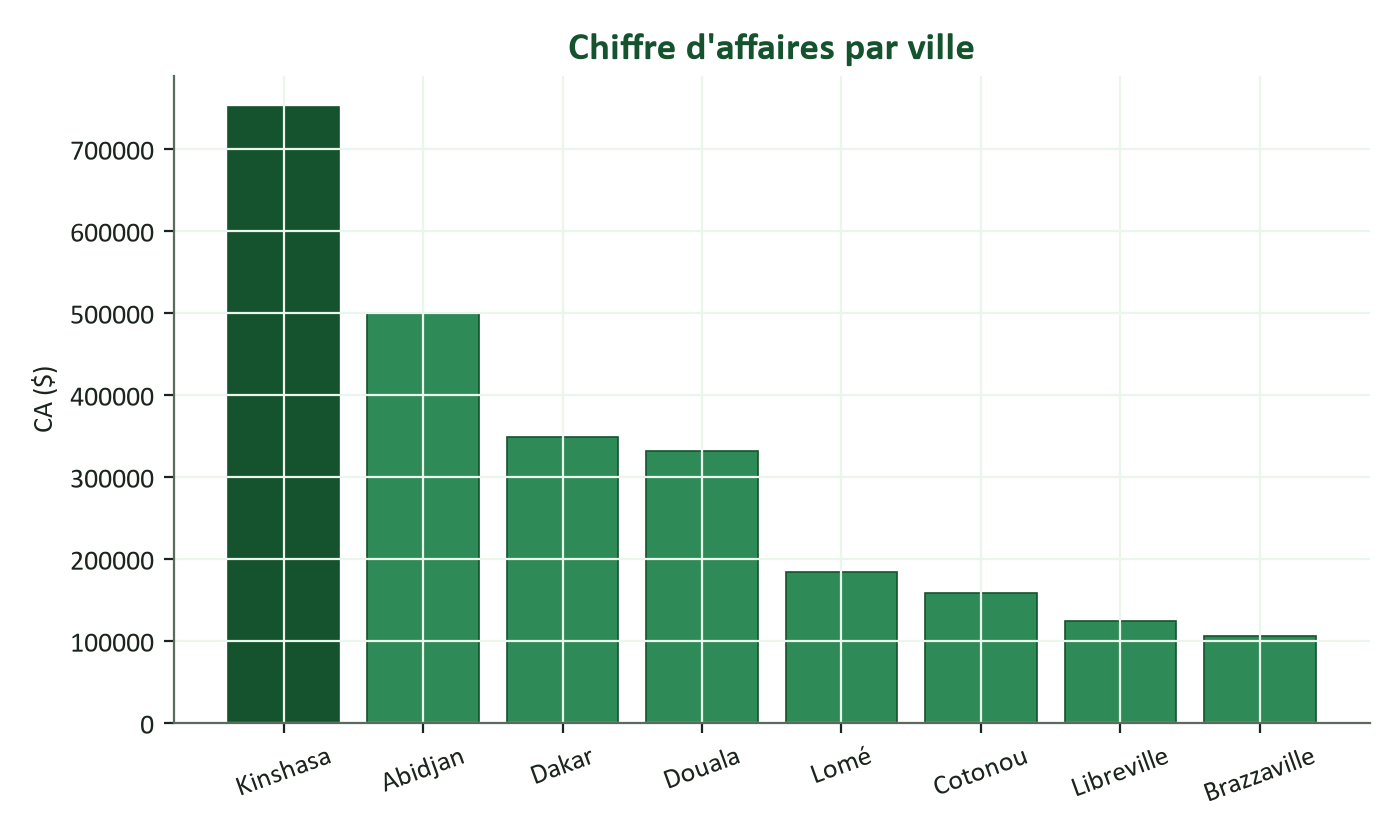 Chiffre d'affaires par ville
CA ($)
700000
600000
500000
400000
300000
200000
100000
0
Kinshasa
Abidjan
Dakar
Douala
Lomé
Cotonou
Libreville
Brazzaville